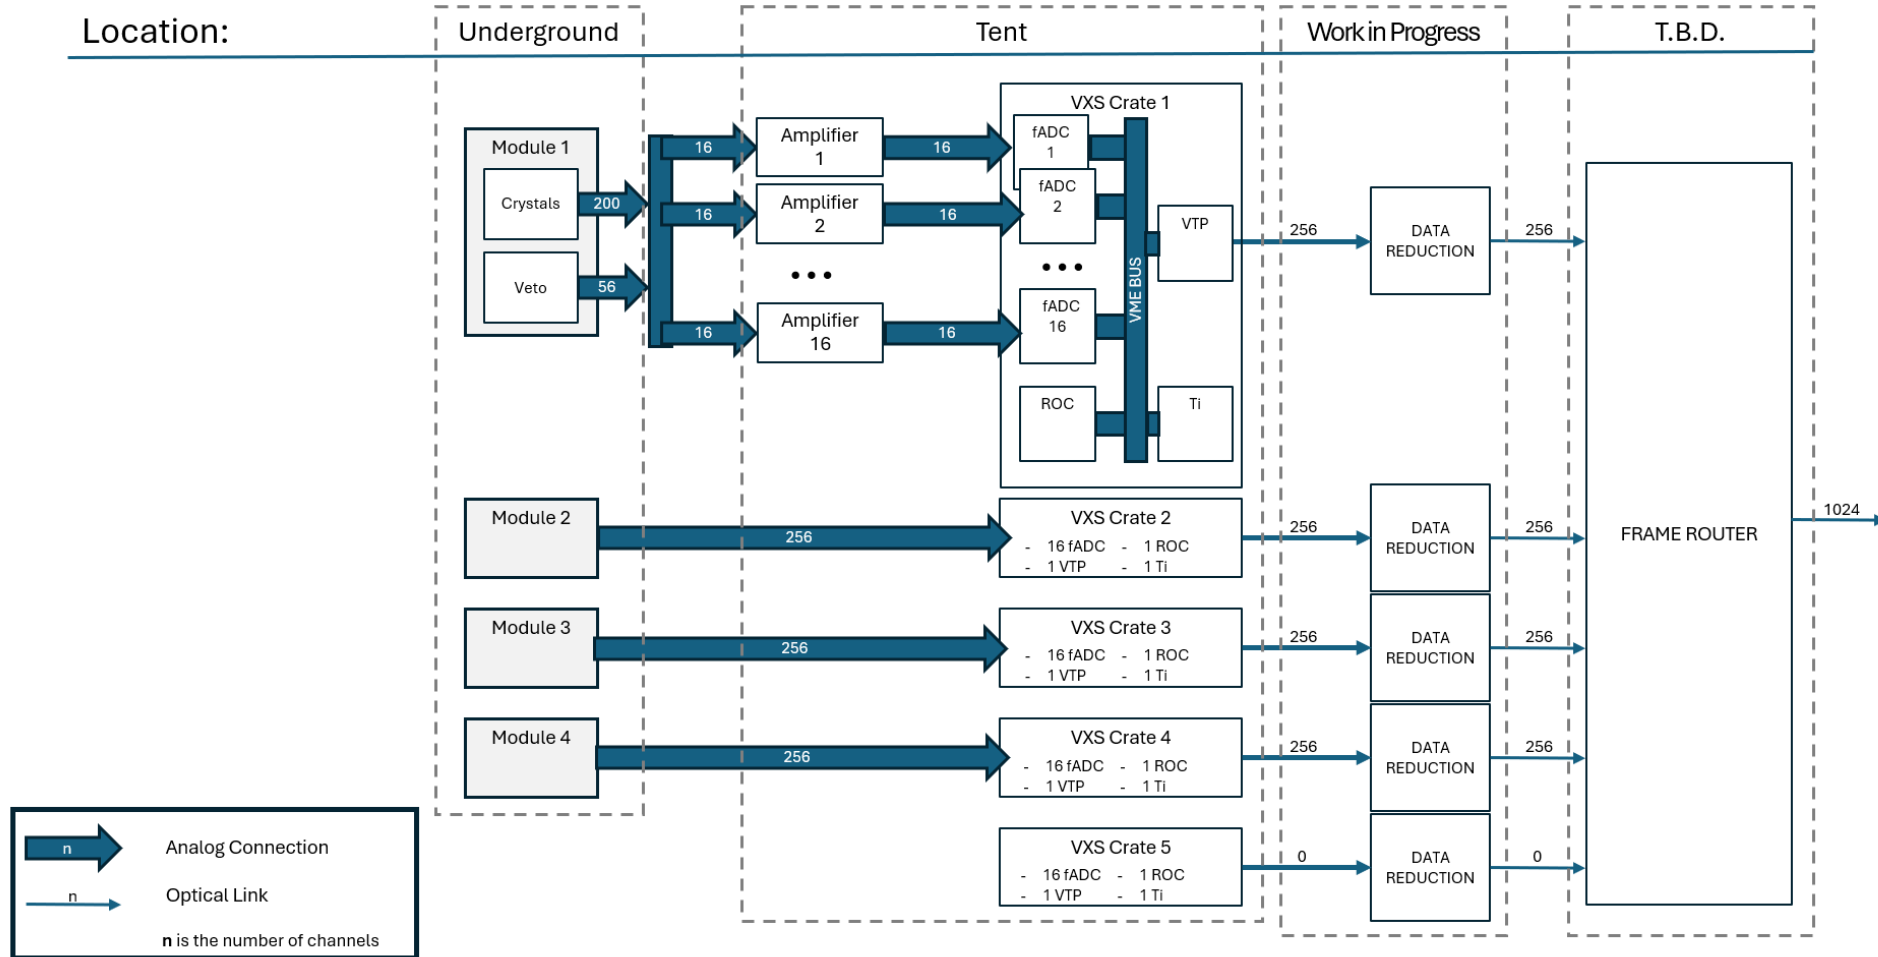 Location:
Underground
Tent
Work in Progress
T.B.D.
Module 1
Crystals
200
Veto
56
16
Amplifier
1
16
16
Amplifier
2
16
•••
16
Amplifier
16
16
VXS Crate 1
fADC
1
fADC
2
•••
fADC
16
ROC
VME BUS
VTP
Ti
256
DATA
REDUCTION
256
Module 2
256
VXS Crate 2
- 16 fADC - 1 ROC
- 1 VTP - 1 Ti
256
DATA
REDUCTION
256
FRAME ROUTER
1024
Module 3
256
VXS Crate 3
- 16 fADC - 1 ROC
- 1 VTP - 1 Ti
256
DATA
REDUCTION
256
Module 4
256
VXS Crate 4
- 16 fADC - 1 ROC
- 1 VTP - 1 Ti
256
DATA
REDUCTION
256
VXS Crate 5
- 16 fADC - 1 ROC
- 1 VTP - 1 Ti
0
DATA
REDUCTION
0
n
Analog Connection
n
Optical Link
n is the number of channels